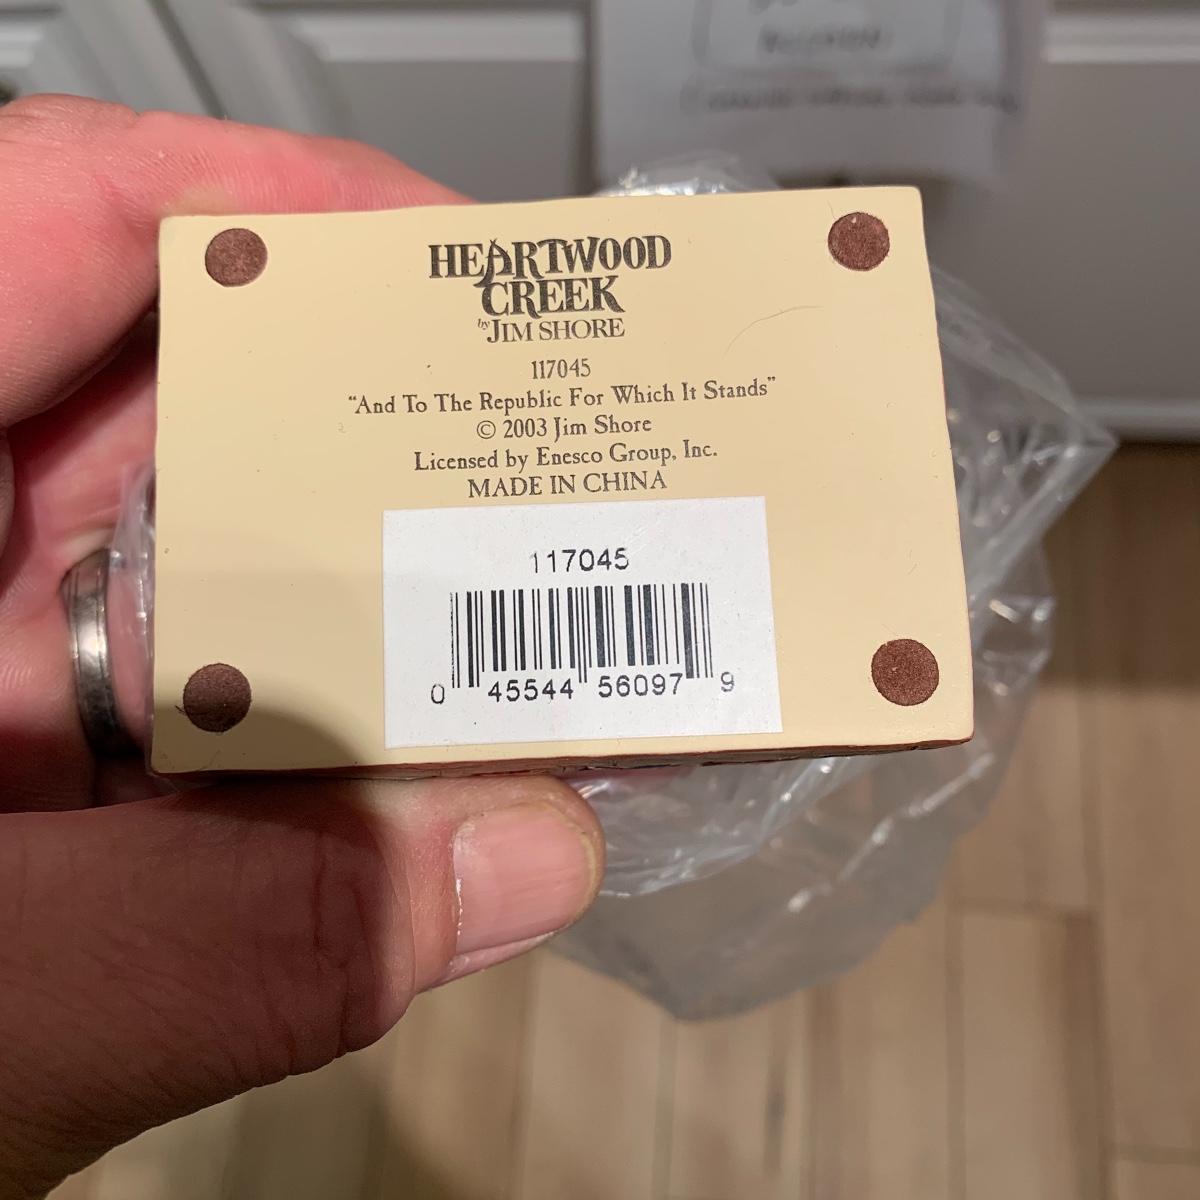 HEARTWOOD
CREEK
by JIM SHORE
117045
“And To The Republic For Which It Stands”
© 2003 Jim Shore
Licensed by Enesco Group, Inc.
MADE IN CHINA
117045
0 45544 56097 9